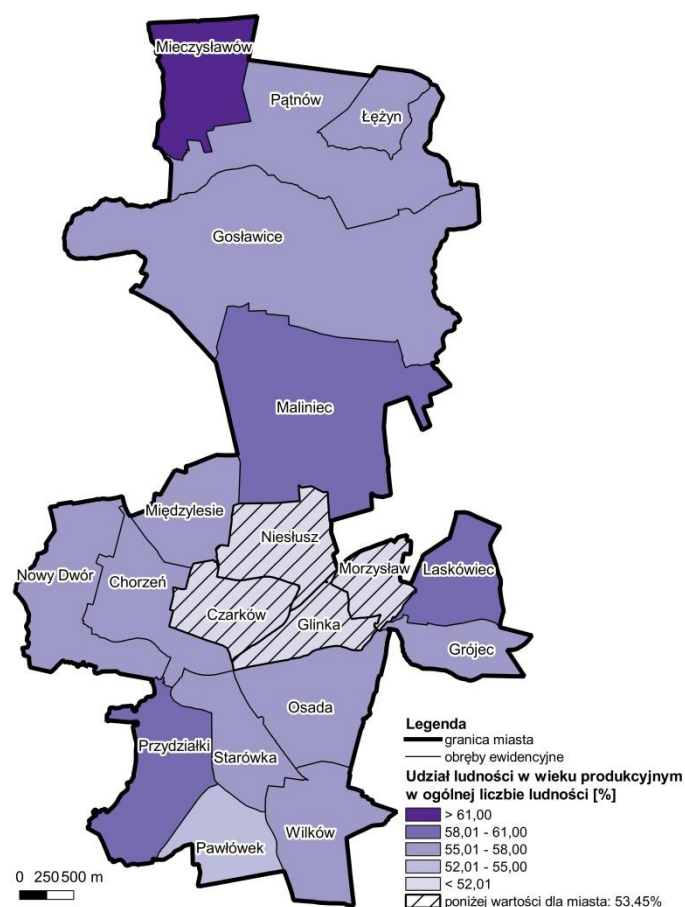 Mieczysławów
Pątnów
Łężyn
Gosławice
Maliniec
Międzylesie
Niesłusz
Morzysław
Laskówiec
Nowy Dwór
Chorzeń
Czarków
Glinka
Grójec
Osada
Przydziałki
Starówka
Wilków
Pawłówek
Legenda
granica miasta
obręby ewidencyjne
Udział ludności w wieku produkcyjnym
w ogólnej liczbie ludności [%]
> 61,00
58,01 - 61,00
55,01 - 58,00
52,01 - 55,00
< 52,01
poniżej wartości dla miasta: 53,45%
0 250 500 m